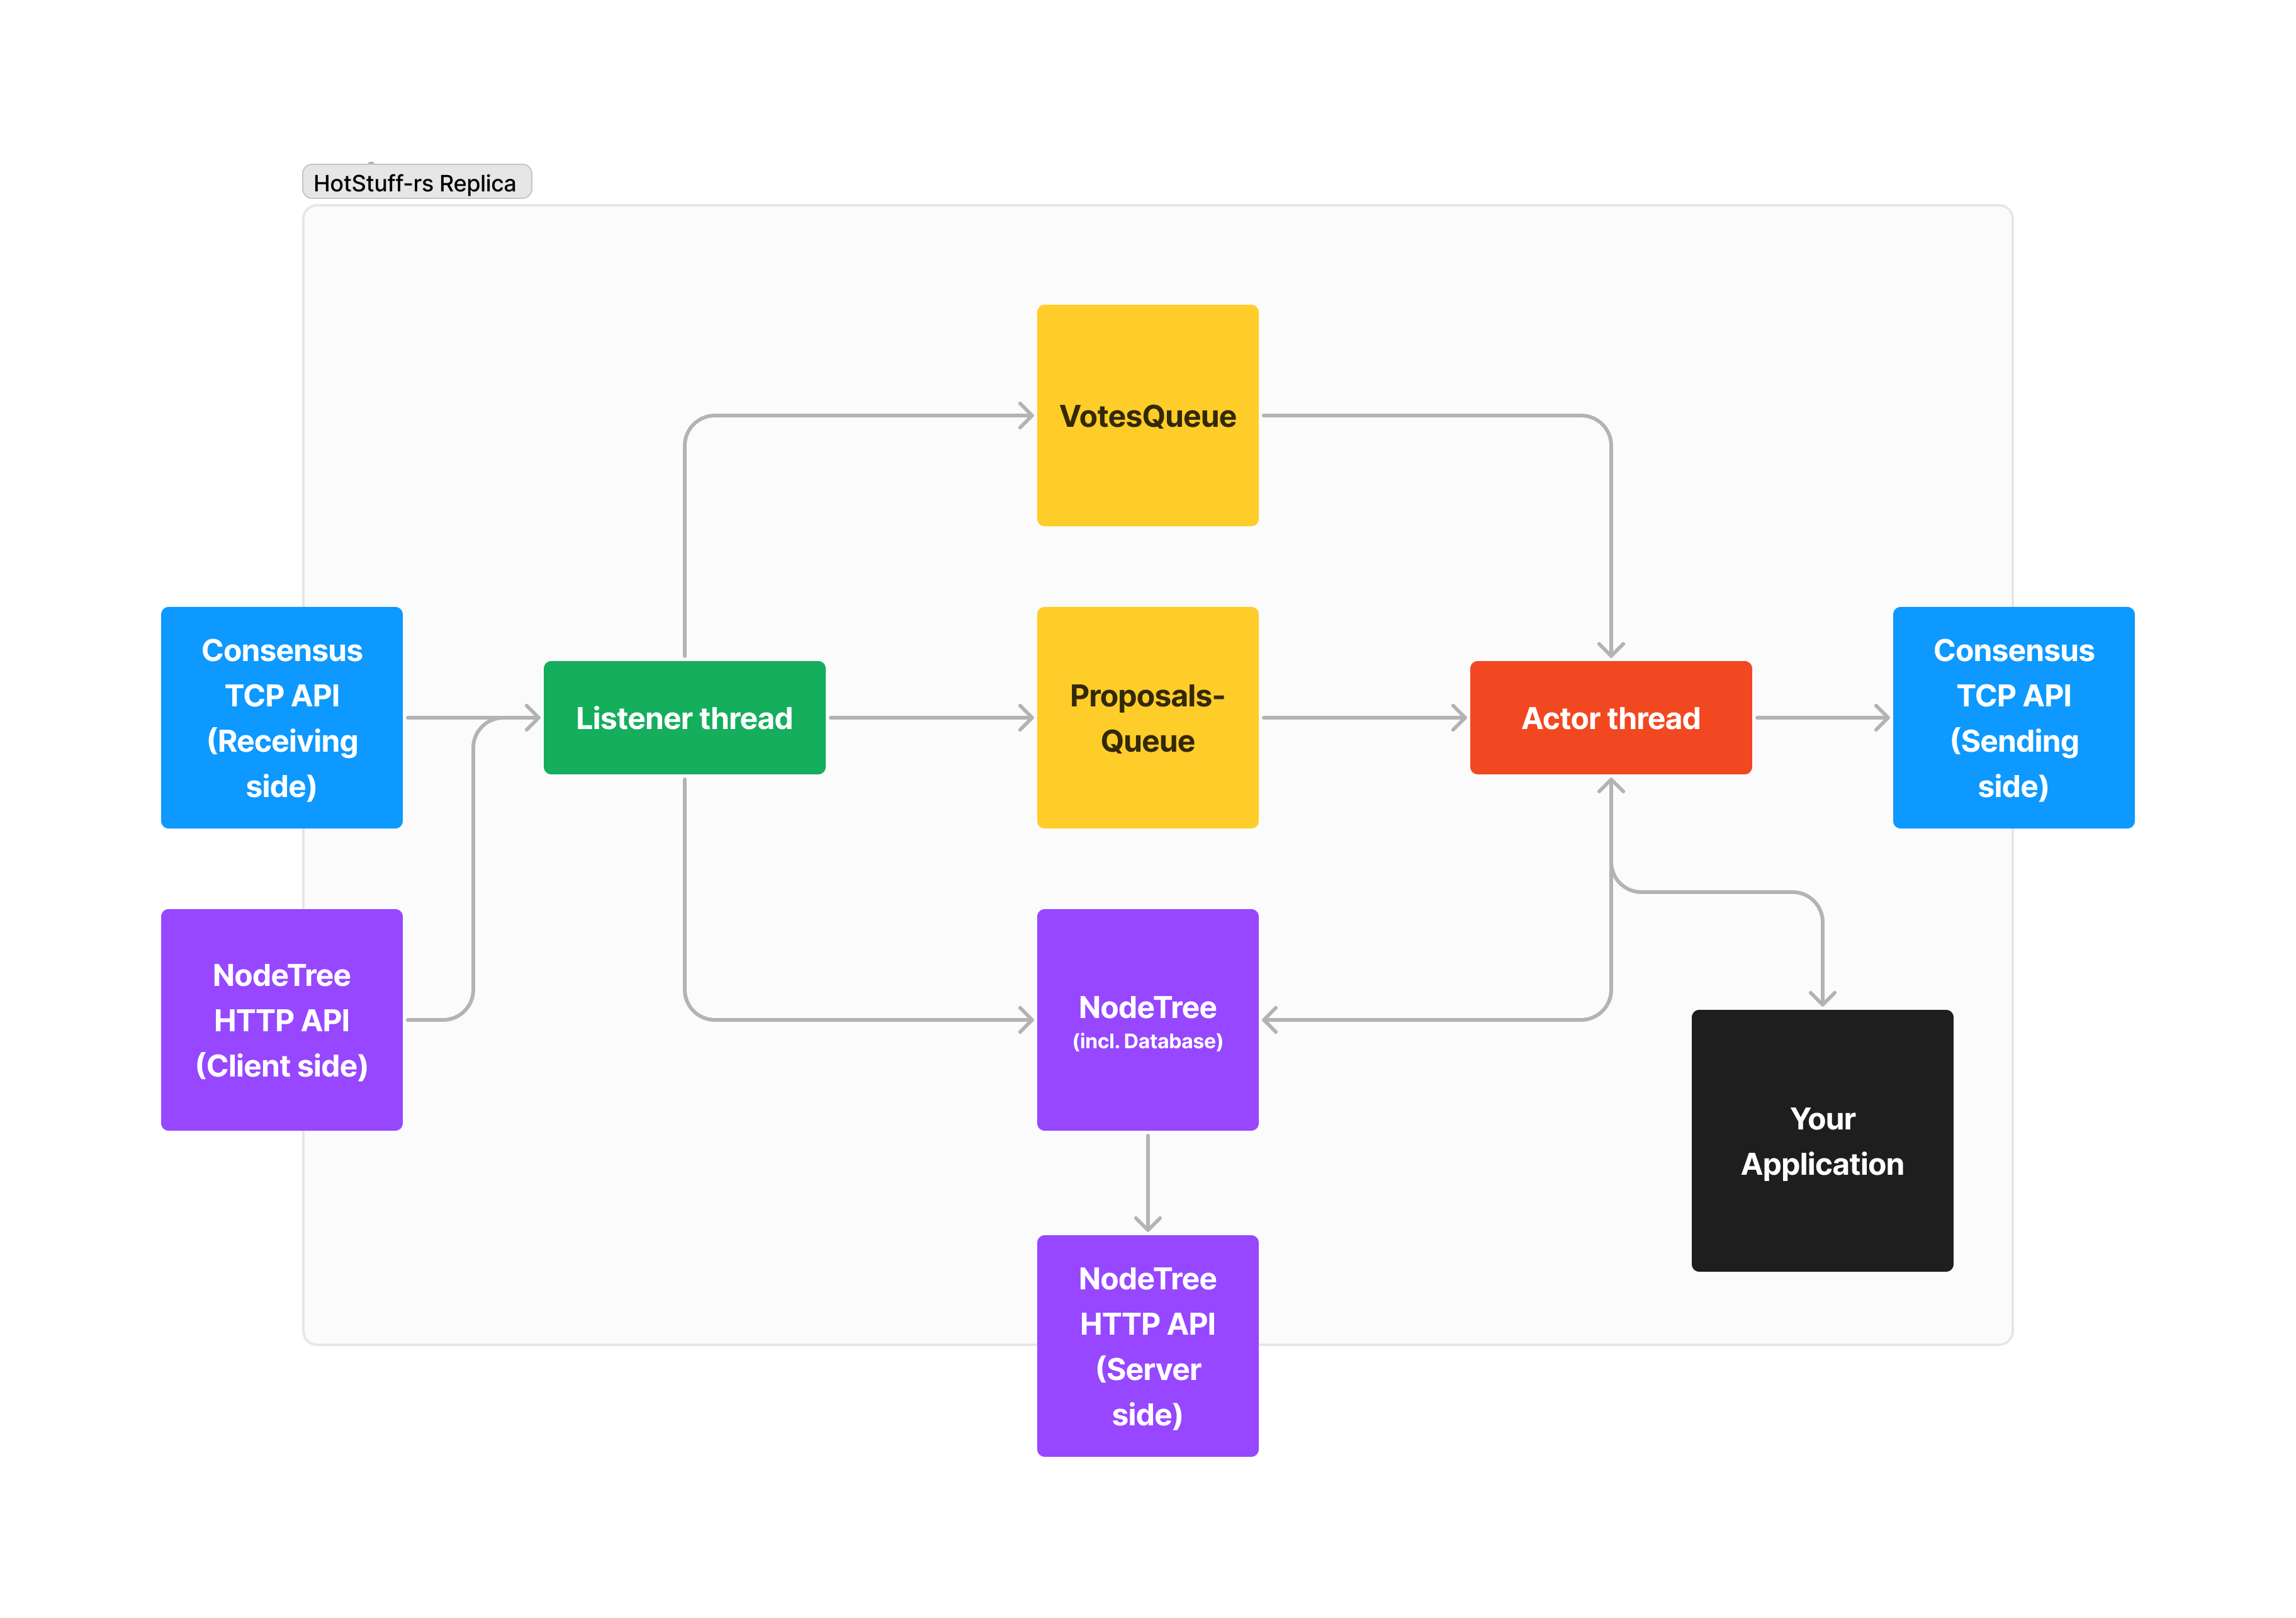 HotStuff-rs Replica
VotesQueue
Consensus
TCP API
(Receiving
side)
Listener thread
Proposals-
Queue
Actor thread
Consensus
TCP API
(Sending
side)
NodeTree
HTTP API
(Client side)
NodeTree
(incl. Database)
Your
Application
NodeTree
HTTP API
(Server
side)